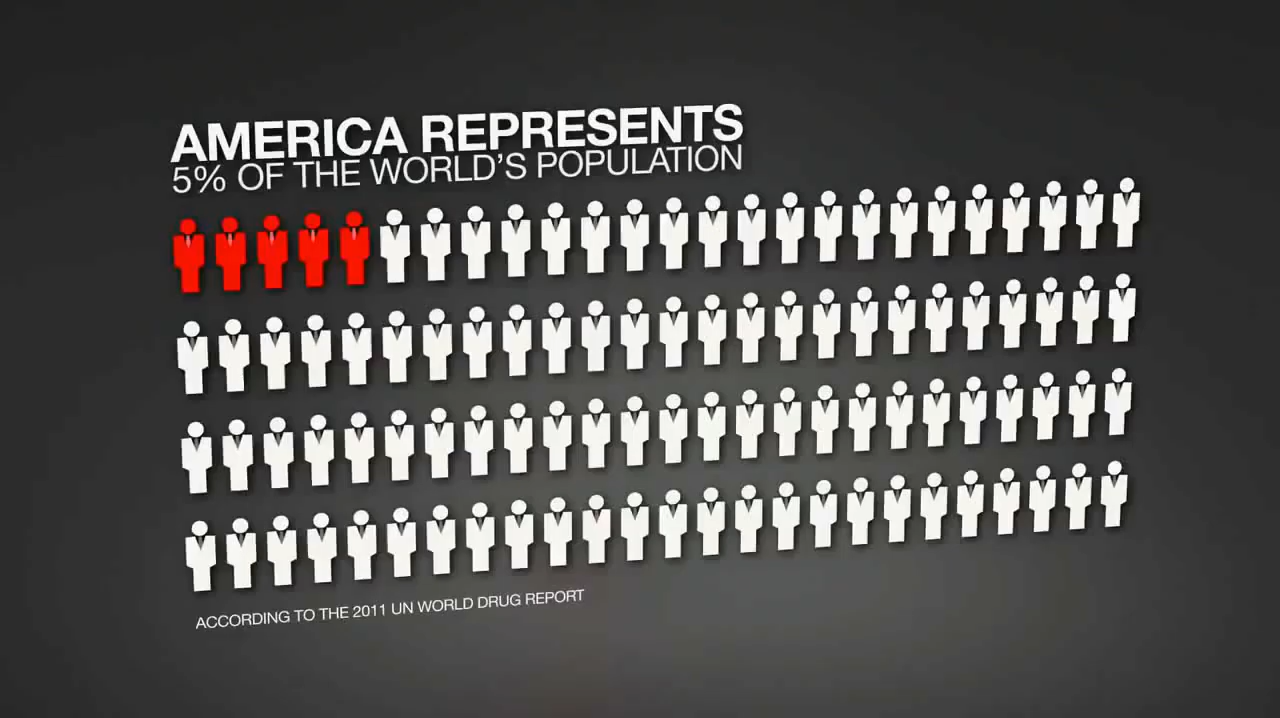 AMERICA REPRESENTS
5% OF THE WORLD'S POPULATION
ACCORDING TO THE 2011 UN WORLD DRUG REPORT